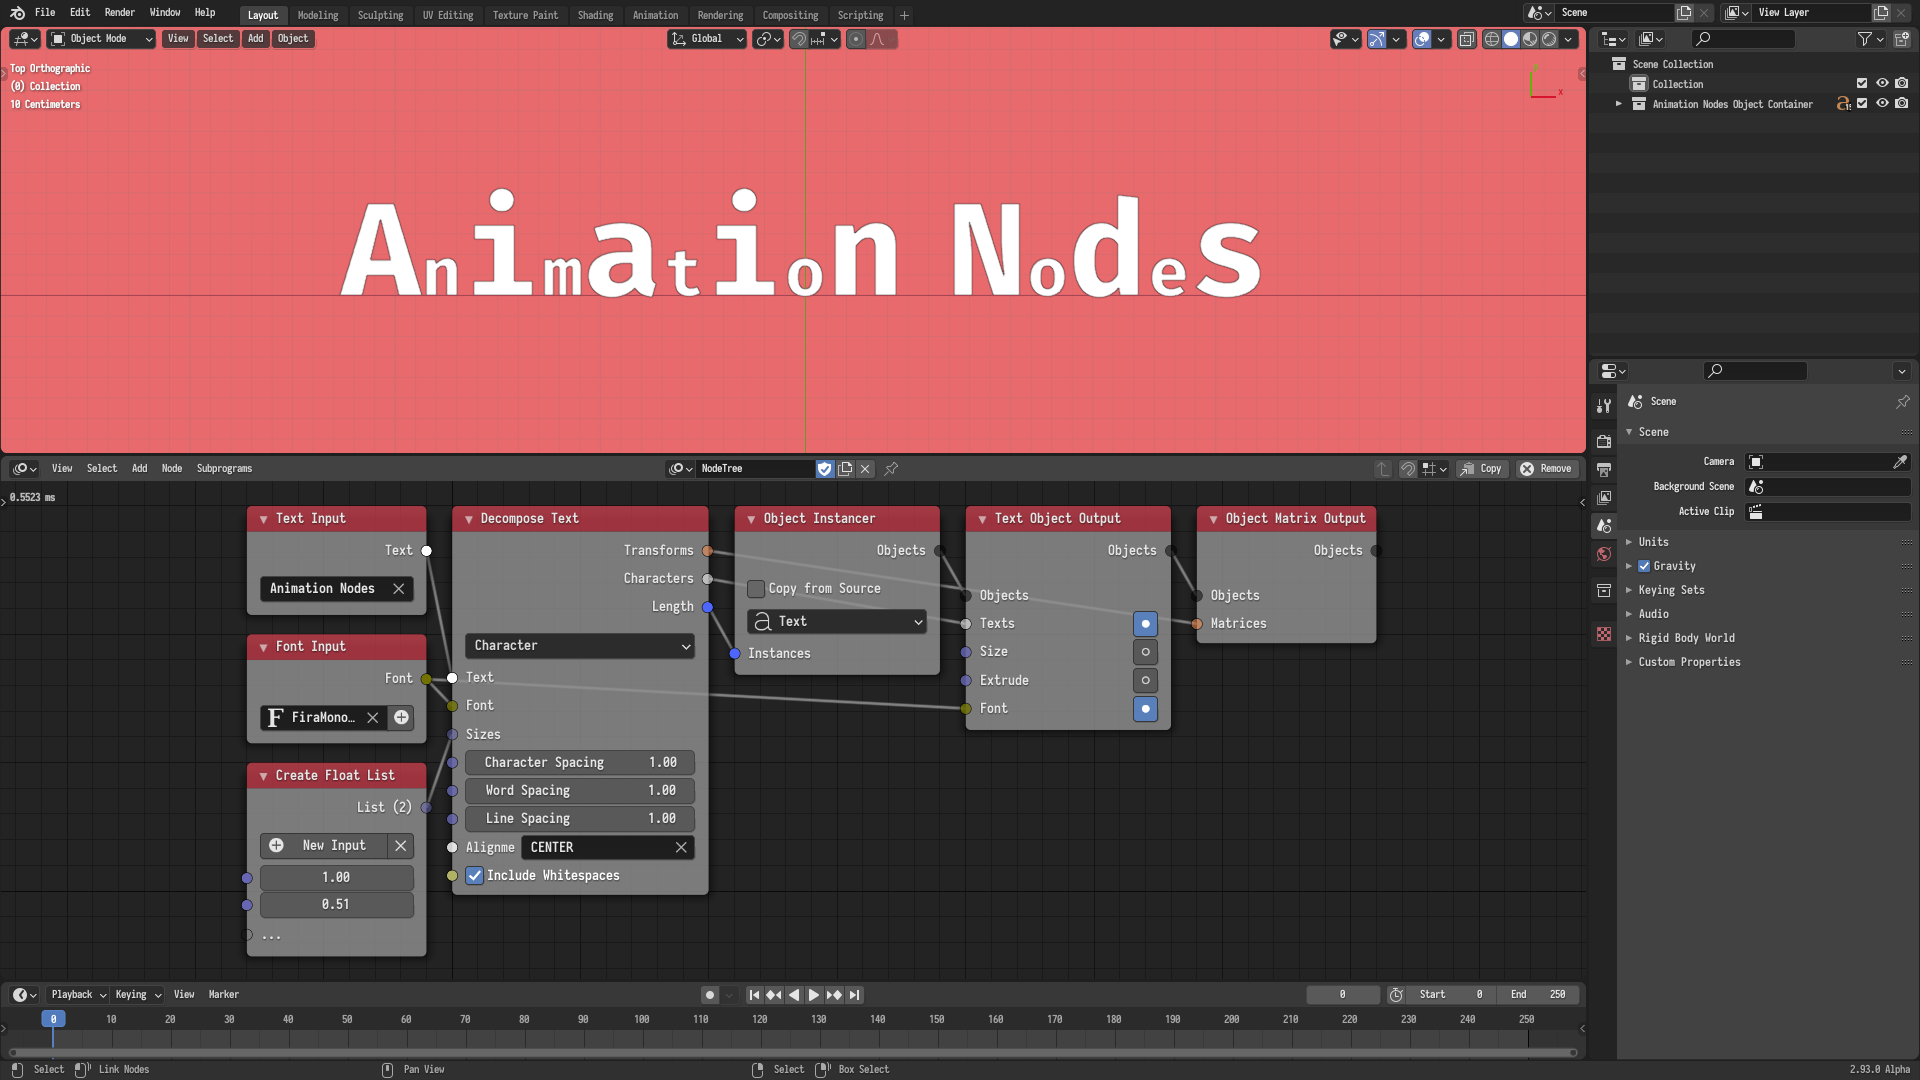 File Edit Render Window Help Layout Modeling Sculpting UV Editing Texture Paint Shading Animation Rendering Compositing Scripting + Scene View Layer
Object Mode View Select Add Object Global
Top Orthographic
(0) Collection
10 Centimeters
Y
X
Animation Nodes
Scene Collection
Collection
Animation Nodes Object Container
Scene
Scene
Camera
Background Scene
Active Clip
Units
Gravity
Keying Sets
Audio
Rigid Body World
Custom Properties
View Select Add Node Subprograms NodeTree Copy Remove
0.5523 ms
Text Input
Text
Animation Nodes
Font Input
Font
F FiraMono...
Create Float List
List (2)
New Input
1.00
0.51
...
Decompose Text
Transforms
Characters
Length
Character
Text
Font
Sizes
Character Spacing 1.00
Word Spacing 1.00
Line Spacing 1.00
Alignme CENTER
Include Whitespaces
Object Instancer
Objects
Copy from Source
Text
Instances
Text Object Output
Objects
Objects
Texts
Size
Extrude
Font
Object Matrix Output
Objects
Objects
Matrices
Playback Keying View Marker 0 Start 0 End 250
0 10 20 30 40 50 60 70 80 90 100 110 120 130 140 150 160 170 180 190 200 210 220 230 240 250
Select Link Nodes Pan View Select Box Select 2.93.0 Alpha